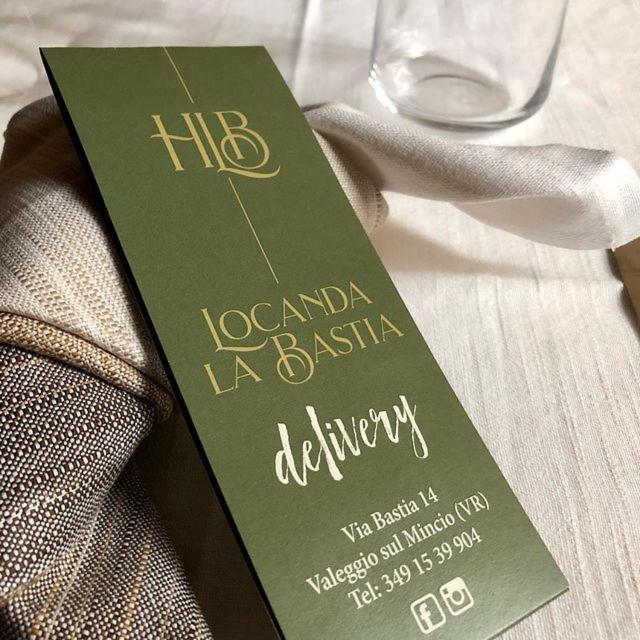 HLB
LOCANDA
LA BASTIA
delivery
Via Bastia 14
Valeggio sul Mincio (VR)
Tel: 349 15 39 904